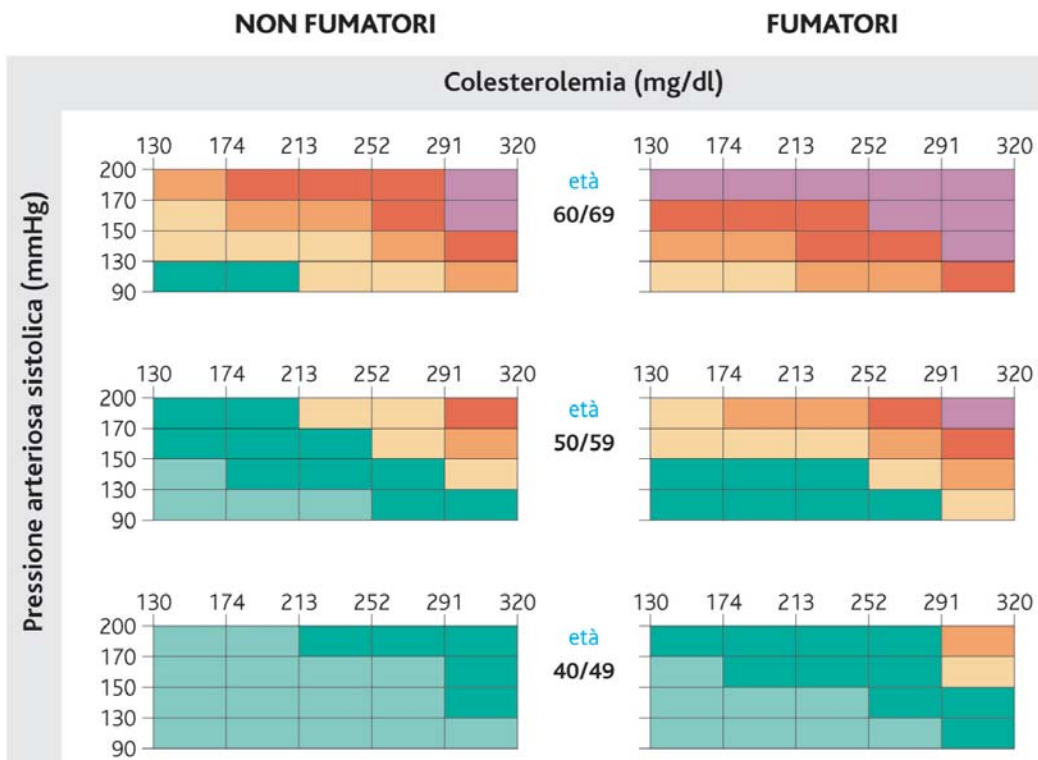 NON FUMATORI FUMATORI
Colesterolemia (mg/dl)
Pressione arteriosa sistolica (mmHg)
130 174 213 252 291 320 130 174 213 252 291 320
200 età
170 60/69
150
130
90
130 174 213 252 291 320 130 174 213 252 291 320
200 età
170 50/59
150
130
90
130 174 213 252 291 320 130 174 213 252 291 320
200 età
170 40/49
150
130
90